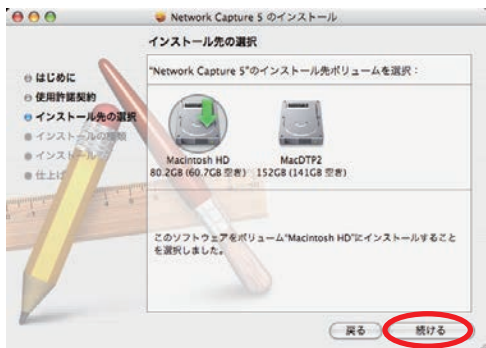 Network Capture 5 のインストール
インストール先の選択
はじめに
使用許諾契約
インストール先の選択
インストールの種類
インストール
仕上げ
"Network Capture 5"のインストール先ボリュームを選択：
Macintosh HD
80.2GB (60.7GB 空き)
MacDTP2
152GB (141GB 空き)
このソフトウェアをボリューム"Macintosh HD"にインストールすること
を選択しました。
戻る
続ける